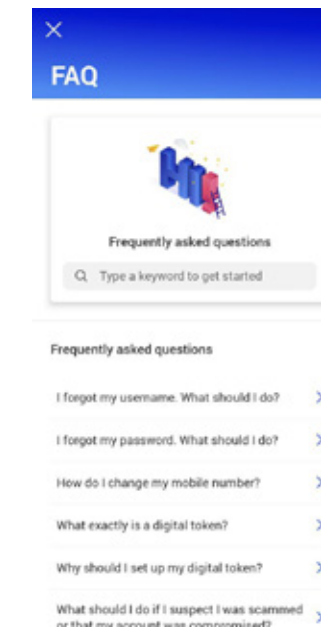 FAQ
HI
Frequently asked questions
Type a keyword to get started
Frequently asked questions
I forgot my username. What should I do?
I forgot my password. What should I do?
How do I change my mobile number?
What exactly is a digital token?
Why should I set up my digital token?
What should I do if I suspect I was scammed
or that my account was compromised?